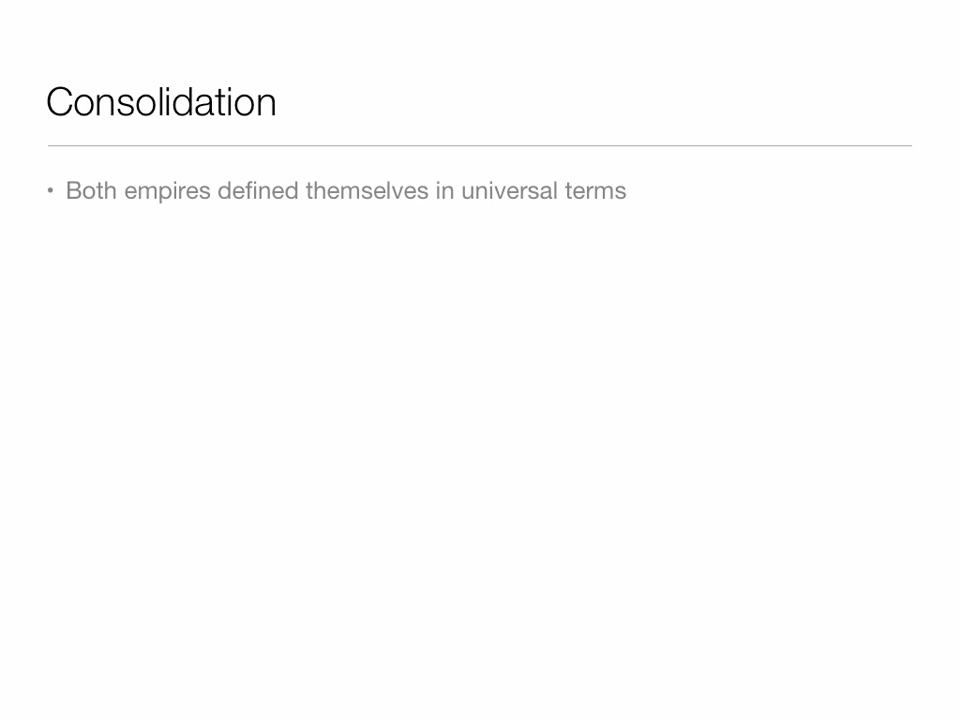 Consolidation
• Both empires defined themselves in universal terms